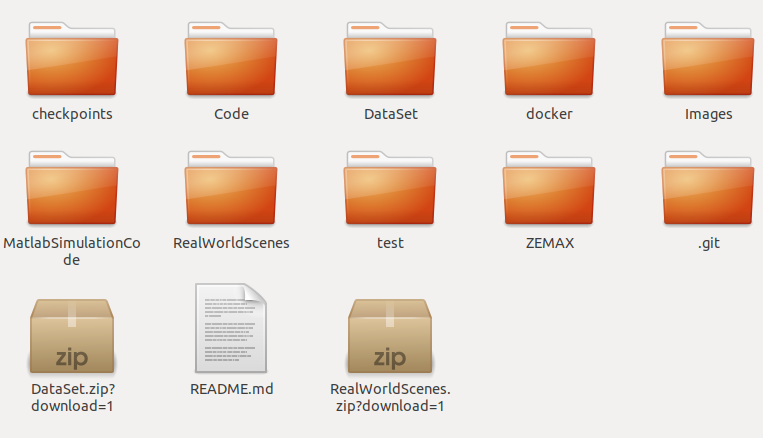 checkpoints
Code
DataSet
docker
Images
MatlabSimulationCo
de
RealWorldScenes
test
ZEMAX
.git
zip
DataSet.zip?
download=1
README.md
zip
RealWorldScenes.
zip?download=1